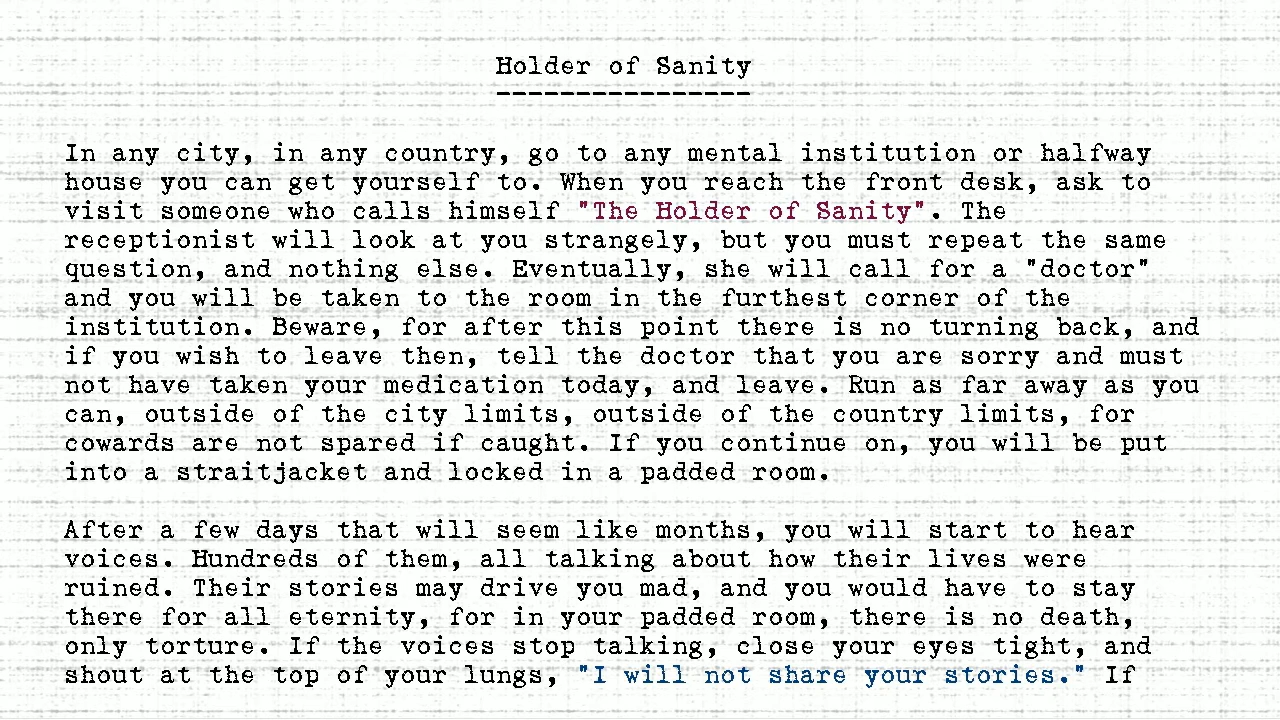 Holder of Sanity
----------------
In any city, in any country, go to any mental institution or halfway
house you can get yourself to. When you reach the front desk, ask to
visit someone who calls himself "The Holder of Sanity". The
receptionist will look at you strangely, but you must repeat the same
question, and nothing else. Eventually, she will call for a "doctor"
and you will be taken to the room in the furthest corner of the
institution. Beware, for after this point there is no turning back, and
if you wish to leave then, tell the doctor that you are sorry and must
not have taken your medication today, and leave. Run as far away as you
can, outside of the city limits, outside of the country limits, for
cowards are not spared if caught. If you continue on, you will be put
into a straitjacket and locked in a padded room.
After a few days that will seem like months, you will start to hear
voices. Hundreds of them, all talking about how their lives were
ruined. Their stories may drive you mad, and you would have to stay
there for all eternity, for in your padded room, there is no death,
only torture. If the voices stop talking, close your eyes tight, and
shout at the top of your lungs, "I will not share your stories." If